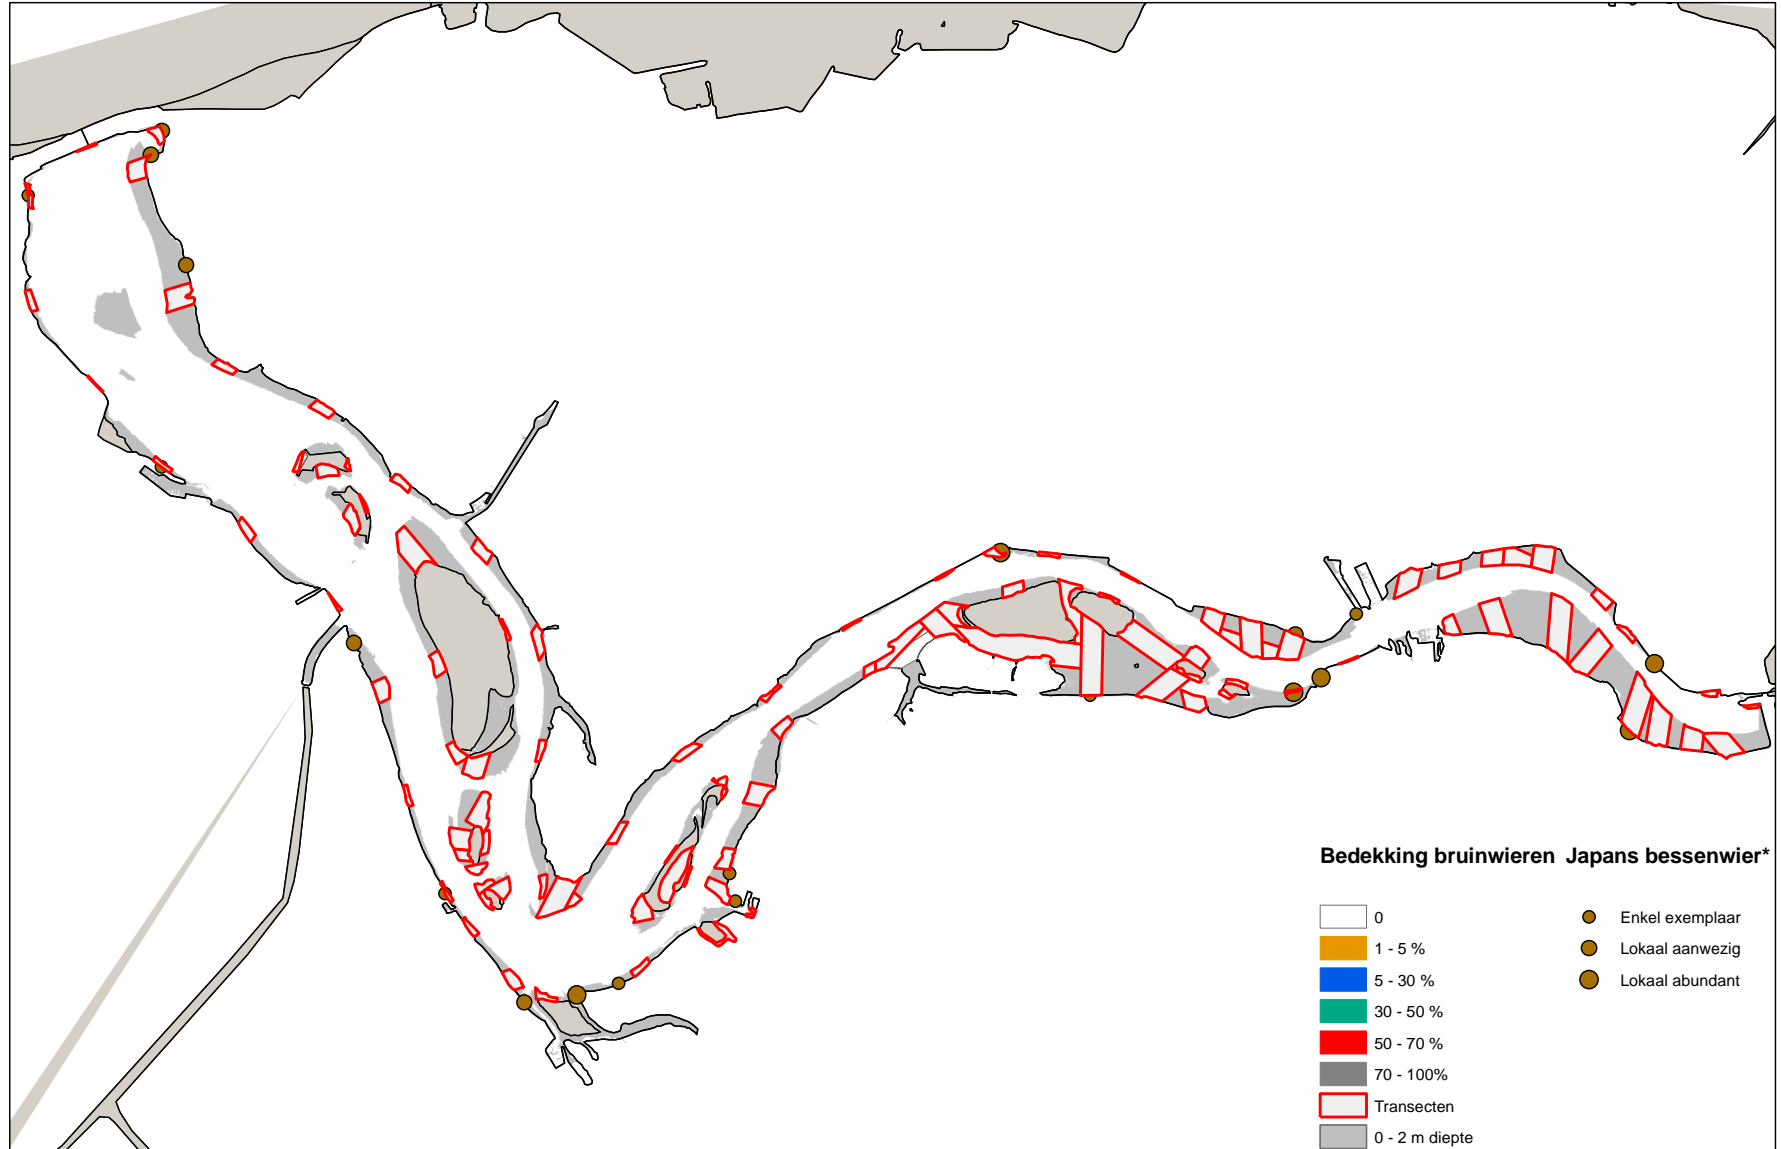 Bedekking bruinwieren
0
1 - 5 %
5 - 30 %
30 - 50 %
50 - 70 %
70 - 100%
Transecten
0 - 2 m diepte
Japans bessenwier*
Enkel exemplaar
Lokaal aanwezig
Lokaal abundant